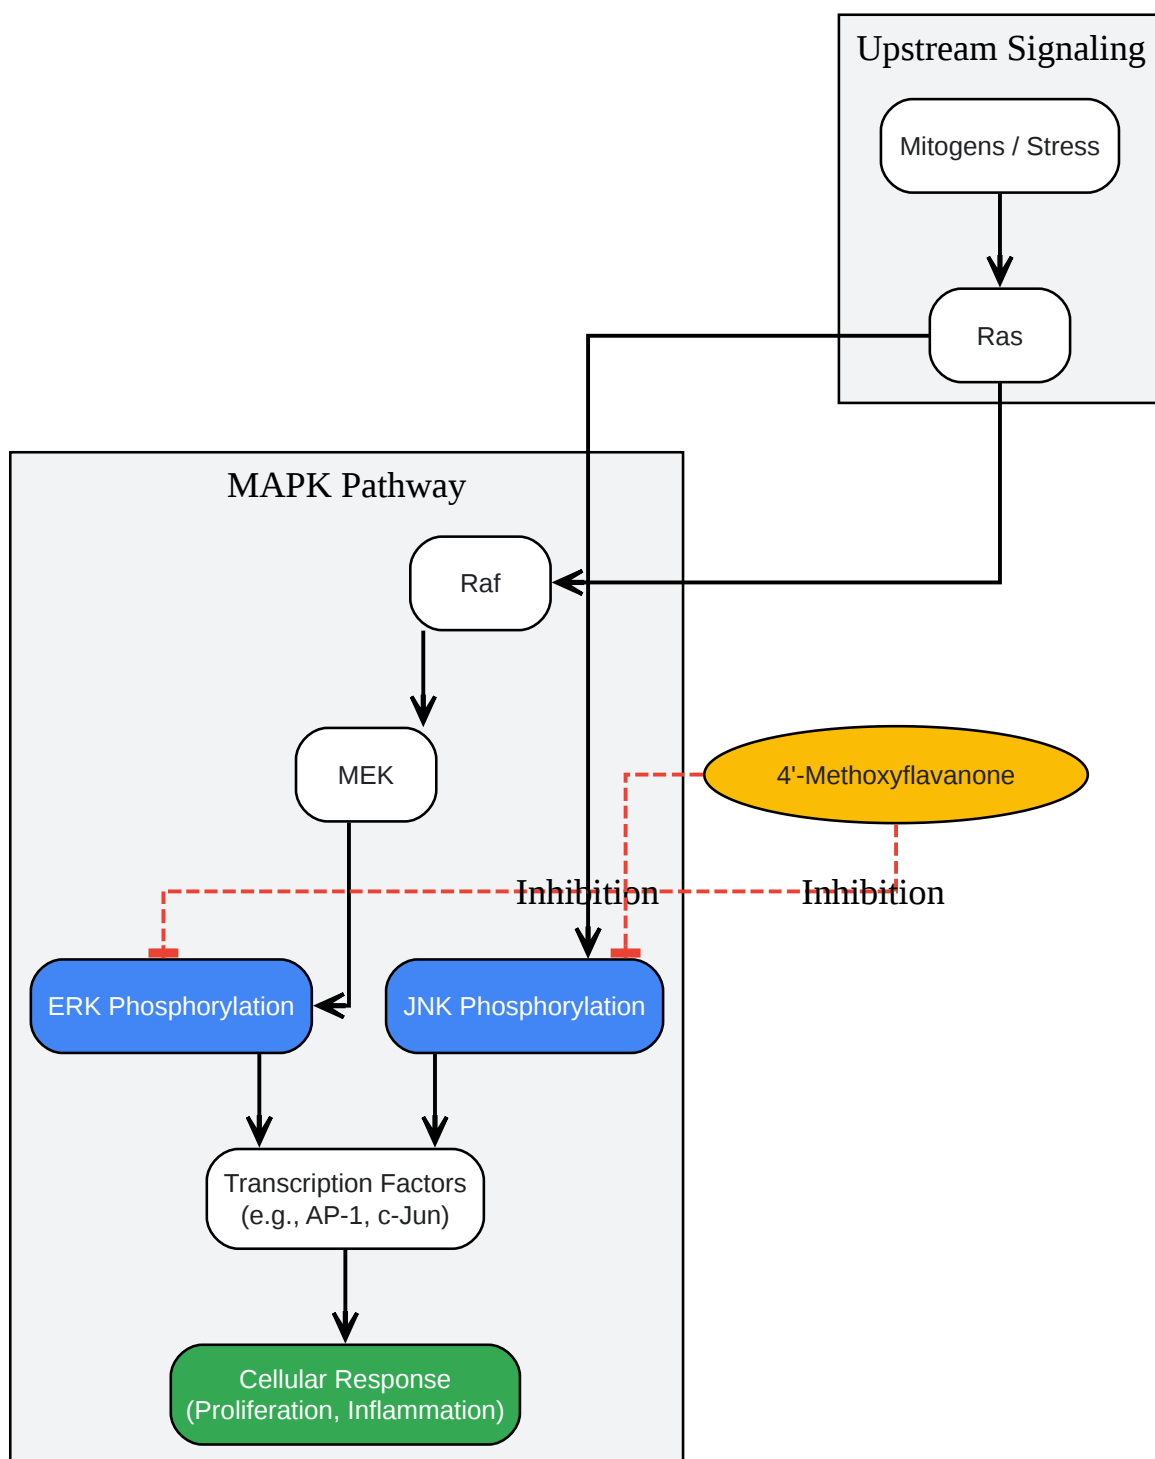 Upstream Signaling
Mitogens / Stress
Ras
MAPK Pathway
Raf
MEK
4'-Methoxyflavanone
Inhibition
Inhibition
ERK Phosphorylation
JNK Phosphorylation
Transcription Factors
(e.g., AP-1, c-Jun)
Cellular Response
(Proliferation, Inflammation)